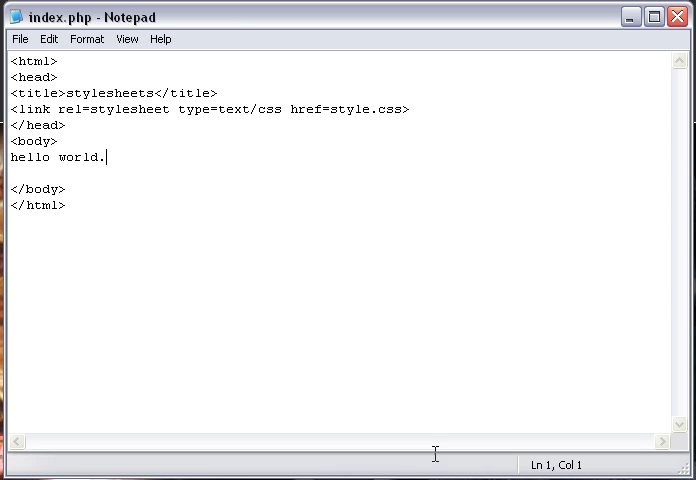 index.php - Notepad
File Edit Format View Help
<html>
<head>
<title>stylesheets</title>
<link rel=stylesheet type=text/css href=style.css>
</head>
<body>
hello world.
</body>
</html>
Ln 1, Col 1